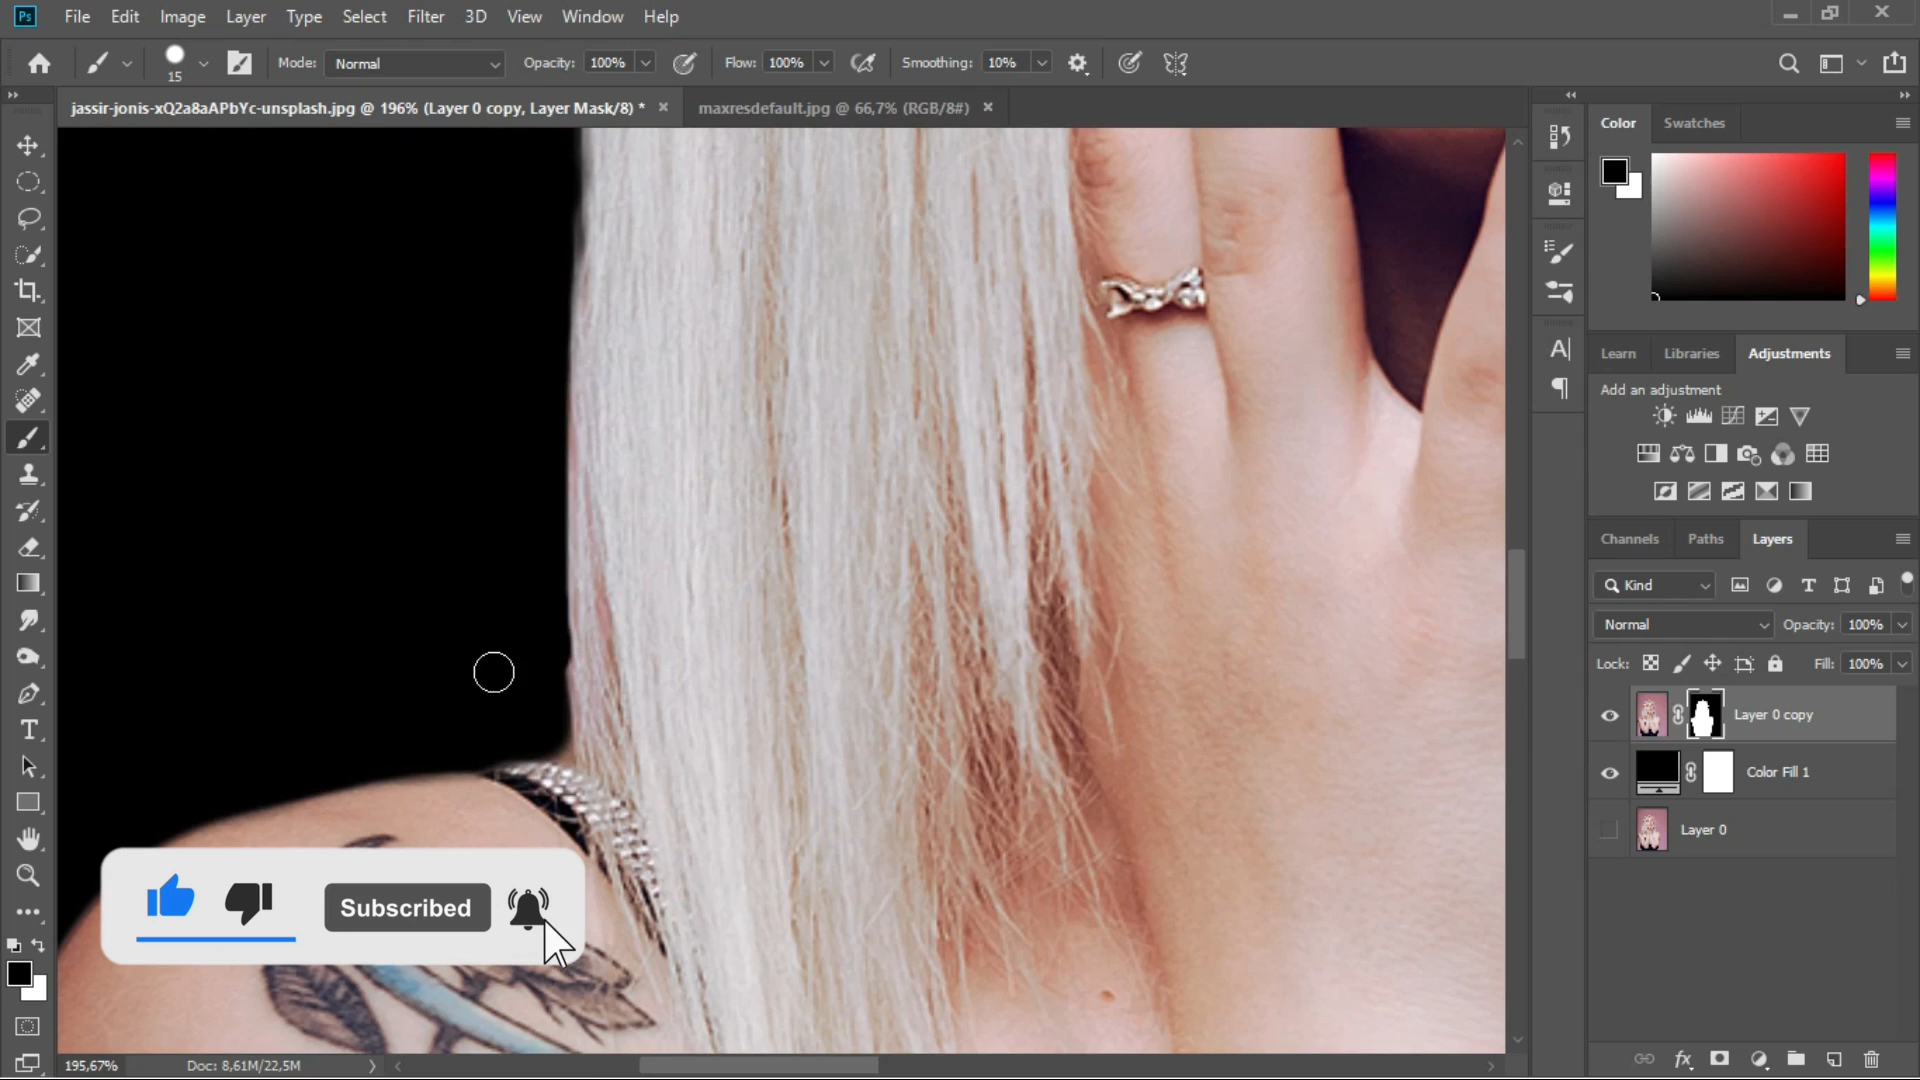 Ps
File Edit Image Layer Type Select Filter 3D View Window Help
15
Mode: Normal Opacity: 100% Flow: 100% Smoothing: 10%
jassir-jonis-xQ2a8aAPbYc-unsplash.jpg @ 196% (Layer 0 copy, Layer Mask/8) *
maxresdefault.jpg @ 66,7% (RGB/8#)
Color Swatches
Learn Libraries Adjustments
Add an adjustment
Channels Paths Layers
Kind
Normal Opacity: 100%
Lock: Fill: 100%
Layer 0 copy
Color Fill 1
Layer 0
Subscribed
195,67% Doc: 8,61M/22,5M